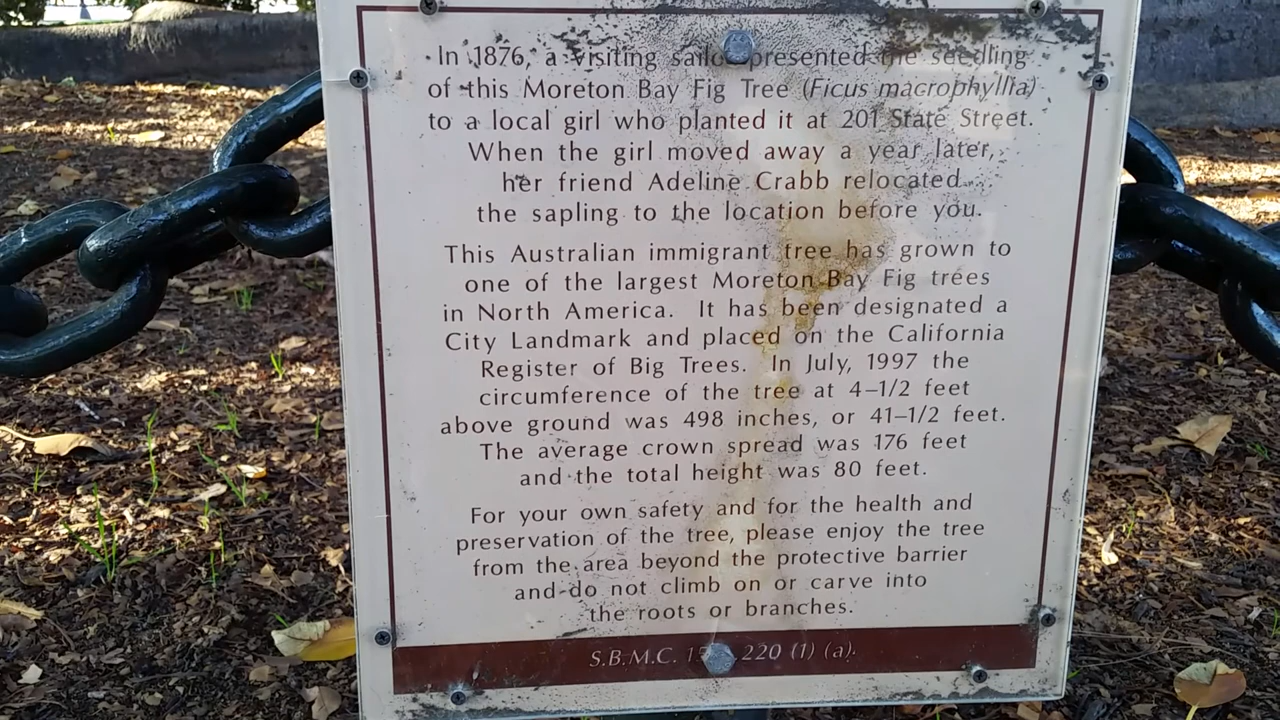 In 1876, a visiting sailor presented the seedling
of this Moreton Bay Fig Tree (Ficus macrophyllia)
to a local girl who planted it at 201 State Street.
When the girl moved away a year later,
her friend Adeline Crabb relocated
the sapling to the location before you.
This Australian immigrant tree has grown to
one of the largest Moreton Bay Fig trees
in North America. It has been designated a
City Landmark and placed on the California
Register of Big Trees. In July, 1997 the
circumference of the tree at 4–1/2 feet
above ground was 498 inches, or 41–1/2 feet.
The average crown spread was 176 feet
and the total height was 80 feet.
For your own safety and for the health and
preservation of the tree, please enjoy the tree
from the area beyond the protective barrier
and do not climb on or carve into
the roots or branches.
S.B.M.C. 220 (1) (a).